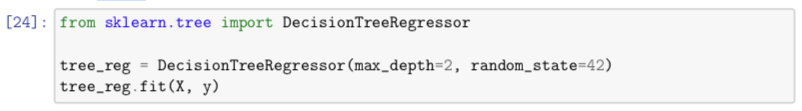 [24]: from sklearn.tree import DecisionTreeRegressor
tree_reg = DecisionTreeRegressor(max_depth=2, random_state=42)
tree_reg.fit(X, y)